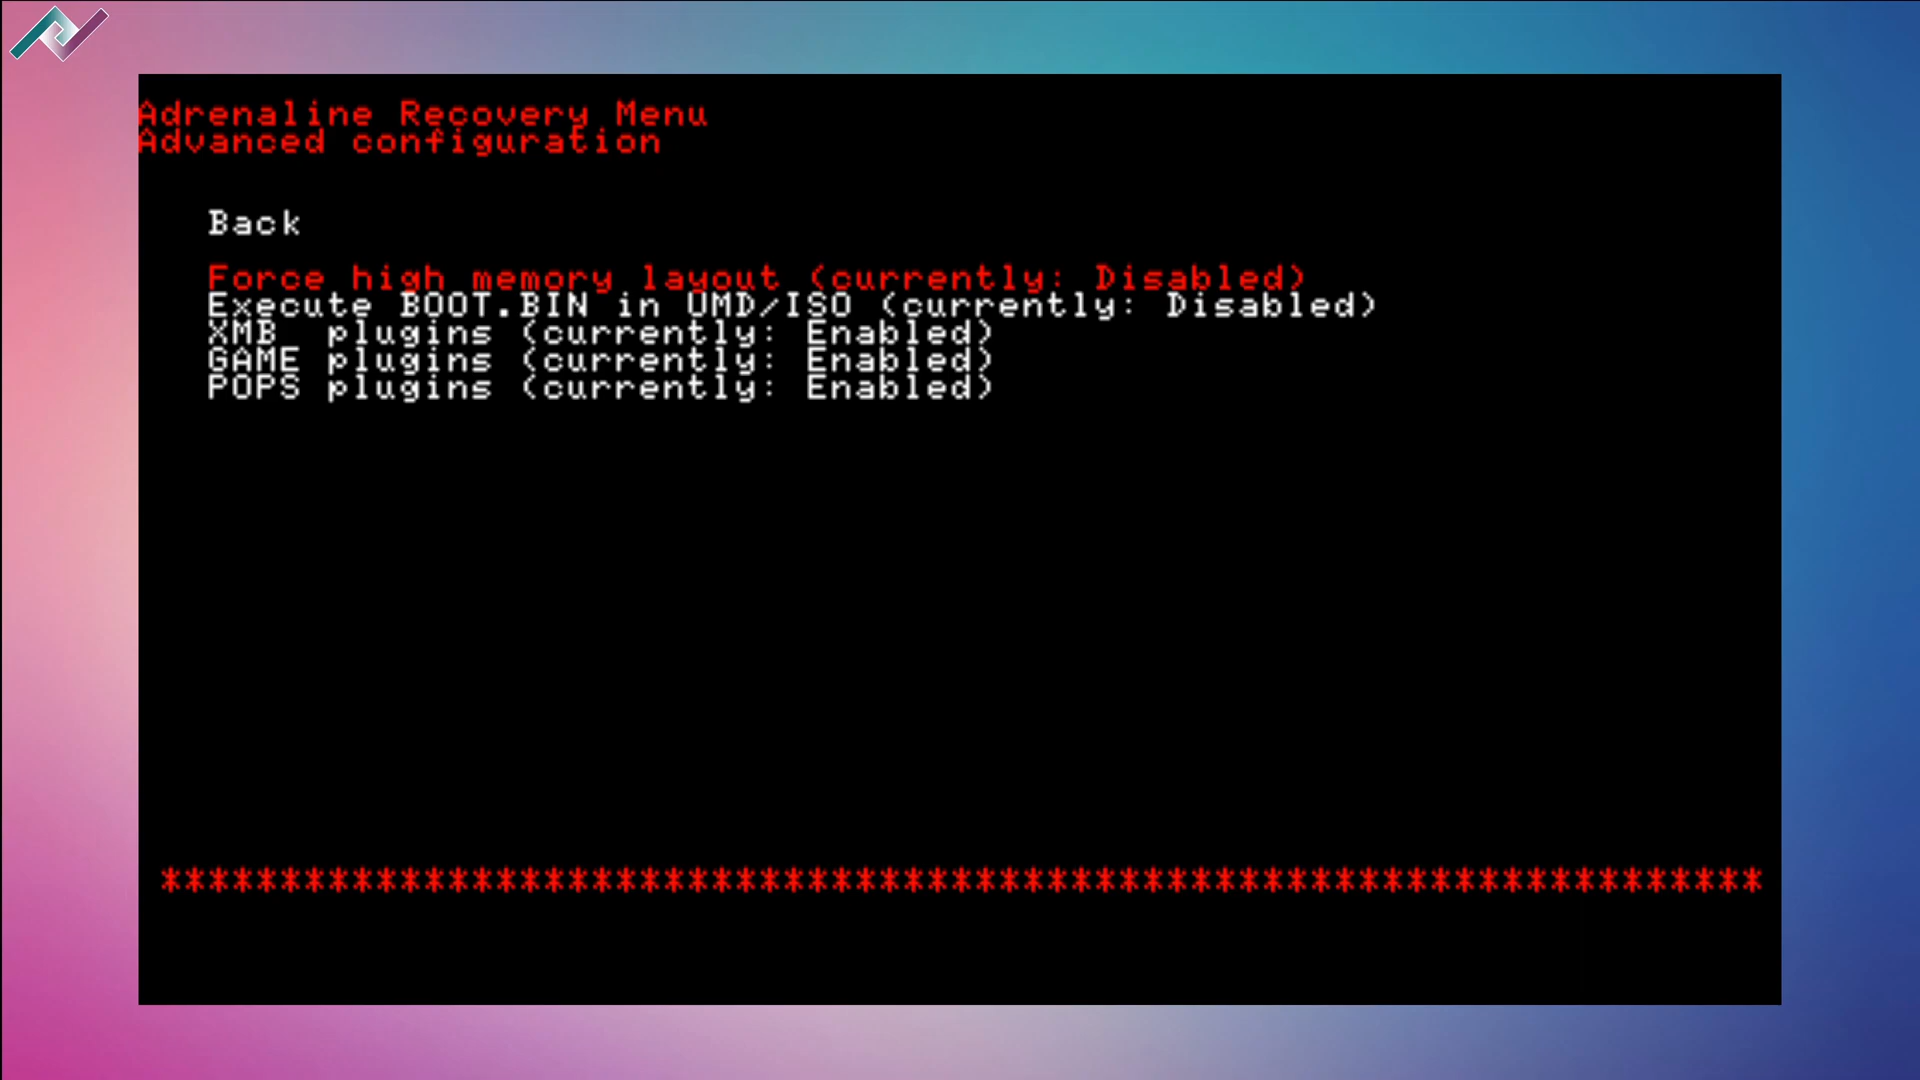 Adrenaline Recovery Menu
Advanced configuration
Back
Force high memory layout (currently: Disabled)
Execute BOOT.BIN in UMD/ISO (currently: Disabled)
XMB  plugins (currently: Enabled)
GAME plugins (currently: Enabled)
POPS plugins (currently: Enabled)
*******************************************************************